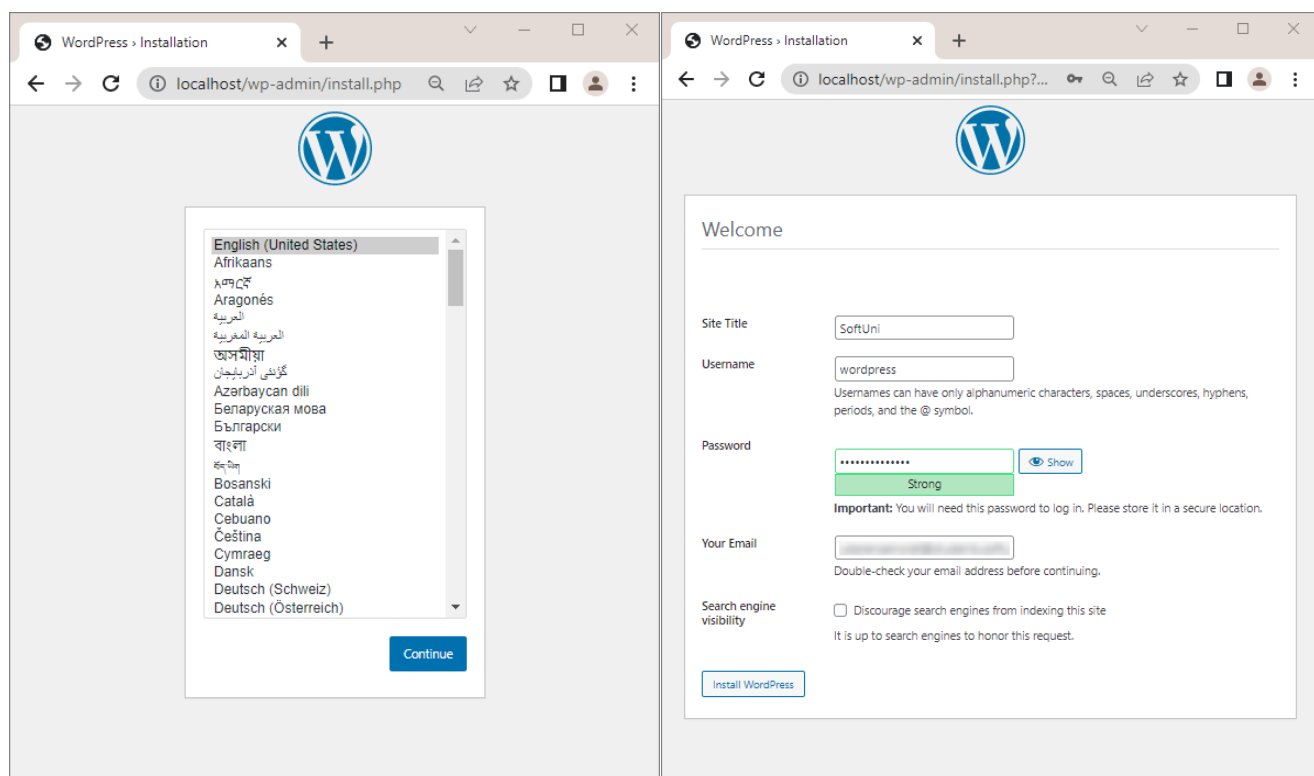 WordPress › Installation
localhost/wp-admin/install.php
English (United States)
Afrikaans
አማርኛ
Aragonés
العربية
العربية المغربية
অসমীয়া
گؤنئی آذربایجان
Azərbaycan dili
Беларуская мова
Български
বাংলা
བོད་ཡིག
Bosanski
Català
Cebuano
Čeština
Cymraeg
Dansk
Deutsch (Schweiz)
Deutsch (Österreich)
Continue
WordPress › Installation
localhost/wp-admin/install.php?...
Welcome
Site Title
SoftUni
Username
wordpress
Usernames can have only alphanumeric characters, spaces, underscores, hyphens,
periods, and the @ symbol.
Password
••••••••••••••
Show
Strong
Important: You will need this password to log in. Please store it in a secure location.
Your Email
Double-check your email address before continuing.
Search engine
visibility
Discourage search engines from indexing this site
It is up to search engines to honor this request.
Install WordPress